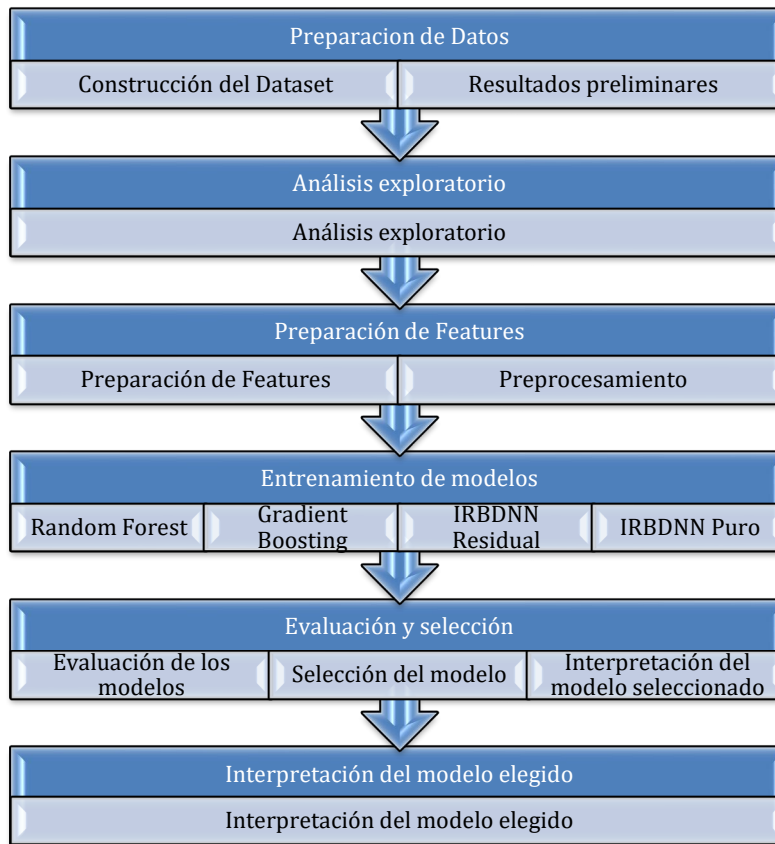 Preparacion de Datos
Construcción del Dataset
Resultados preliminares
Análisis exploratorio
Análisis exploratorio
Preparación de Features
Preparación de Features
Preprocesamiento
Entrenamiento de modelos
Random Forest
Gradient
Boosting
IRBDNN
Residual
IRBDNN Puro
Evaluación y selección
Evaluación de los
modelos
Selección del modelo
Interpretación del
modelo seleccionado
Interpretación del modelo elegido
Interpretación del modelo elegido